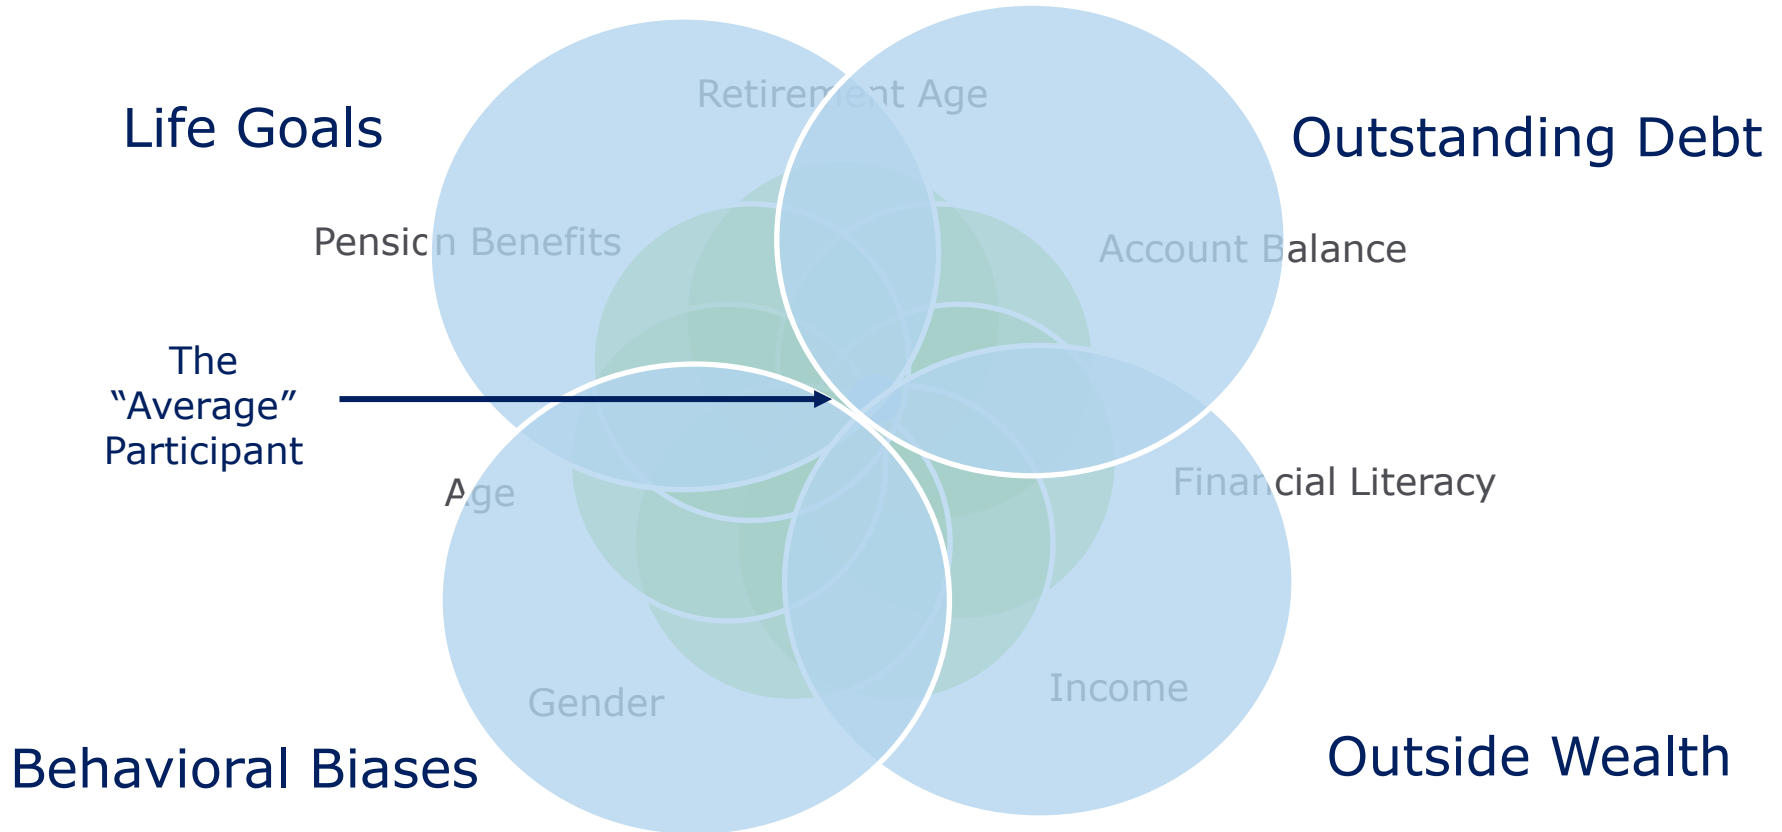 Retirement Age
Life Goals
Outstanding Debt
Pension Benefits
Account Balance
The
“Average”
Participant
Age
Financial Literacy
Gender
Income
Behavioral Biases
Outside Wealth